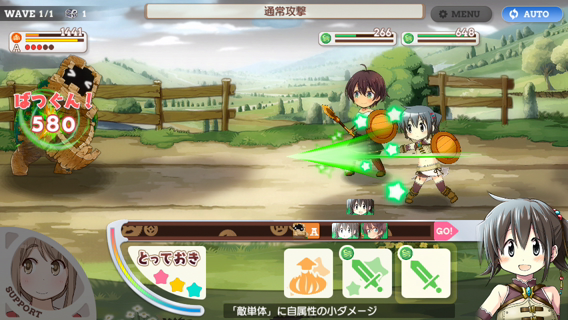 WAVE 1/1
1
通常攻撃
MENU
AUTO
1441
A
266
648
ばつぐん!
580
A
GO!
とっておき
SUPPORT
「敵単体」に自属性の小ダメージ